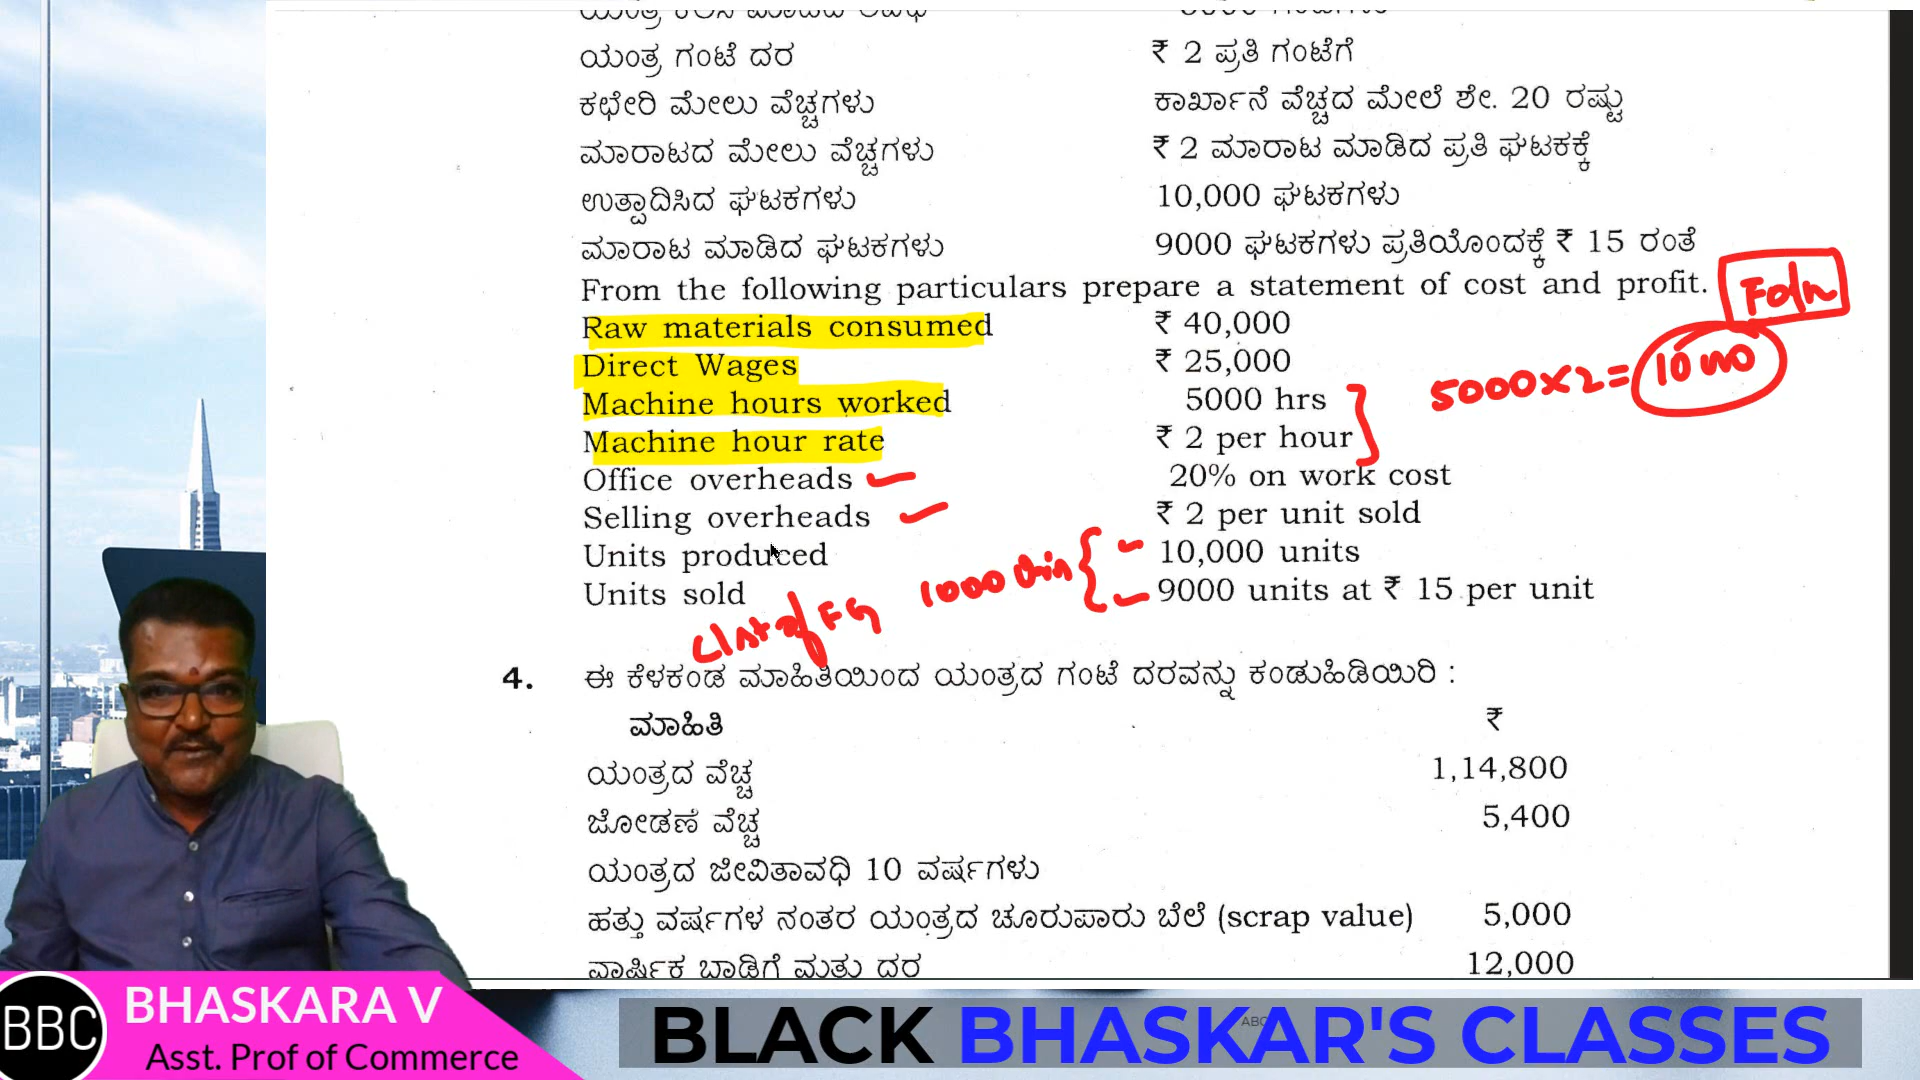 ಯಂತ್ರ ಗಂಟೆ ದರ ₹ 2 ಪ್ರತಿ ಗಂಟೆಗೆ
ಕಛೇರಿ ಮೇಲು ವೆಚ್ಚಗಳು ಕಾರ್ಖಾನೆ ವೆಚ್ಚದ ಮೇಲೆ ಶೇ. 20 ರಷ್ಟು
ಮಾರಾಟದ ಮೇಲು ವೆಚ್ಚಗಳು ₹ 2 ಮಾರಾಟ ಮಾಡಿದ ಪ್ರತಿ ಘಟಕಕ್ಕೆ
ಉತ್ಪಾದಿಸಿದ ಘಟಕಗಳು 10,000 ಘಟಕಗಳು
ಮಾರಾಟ ಮಾಡಿದ ಘಟಕಗಳು 9000 ಘಟಕಗಳು ಪ್ರತಿಯೊಂದಕ್ಕೆ ₹ 15 ರಂತೆ
From the following particulars prepare a statement of cost and profit.
Raw materials consumed ₹ 40,000
Direct Wages ₹ 25,000
Machine hours worked 5000 hrs 5000×2=
Machine hour rate ₹ 2 per hour
Office overheads 20% on work cost
Selling overheads ₹ 2 per unit sold
Units produced 10,000 units
Units sold 9000 units at ₹ 15 per unit
of FG 1000
4. ಈ ಕೆಳಕಂಡ ಮಾಹಿತಿಯಿಂದ ಯಂತ್ರದ ಗಂಟೆ ದರವನ್ನು ಕಂಡುಹಿಡಿಯಿರಿ :
ಮಾಹಿತಿ ₹
ಯಂತ್ರದ ವೆಚ್ಚ 1,14,800
ಜೋಡಣೆ ವೆಚ್ಚ 5,400
ಯಂತ್ರದ ಜೀವಿತಾವಧಿ 10 ವರ್ಷಗಳು
ಹತ್ತು ವರ್ಷಗಳ ನಂತರ ಯಂತ್ರದ ಚೂರುಪಾರು ಬೆಲೆ (scrap value) 5,000
ವಾರ್ಷಿಕ ಬಾಡಿಗೆ ಮತ್ತು ದರ 12,000
BBC
BHASKARA V
Asst. Prof of Commerce
BLACK BHASKAR'S CLASSES